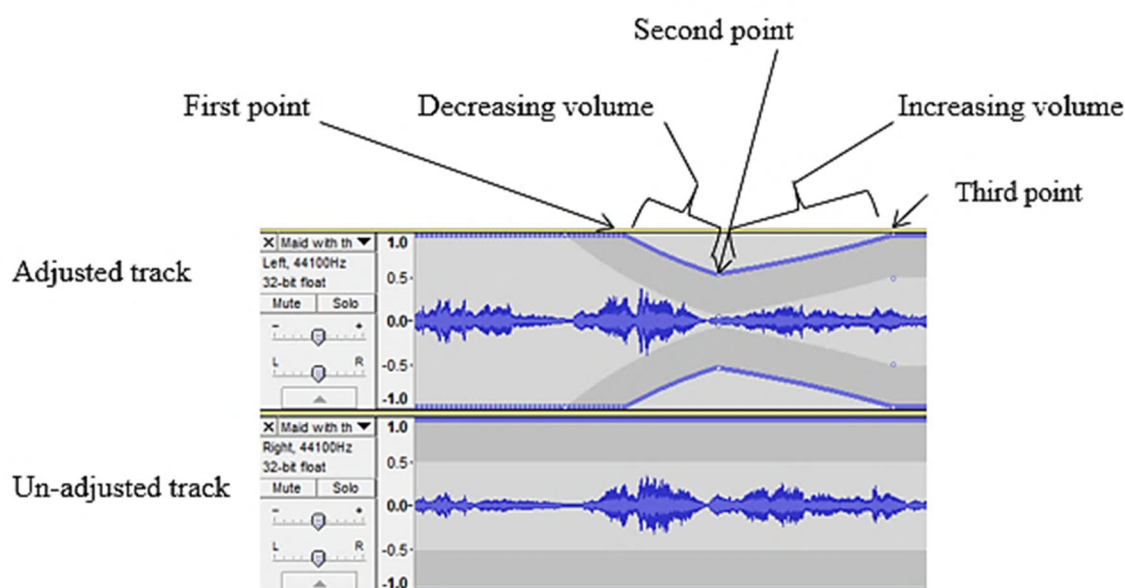 Second point
First point
Decreasing volume
Increasing volume
Third point
Adjusted track
X Maid with th
1.0
Left, 44100Hz
32-bit float
0.5
Mute Solo
0.0
- +
L R
-0.5
-1.0
Un-adjusted track
X Maid with th
1.0
Right, 44100Hz
32-bit float
0.5
Mute Solo
0.0
- +
L R
-0.5
-1.0